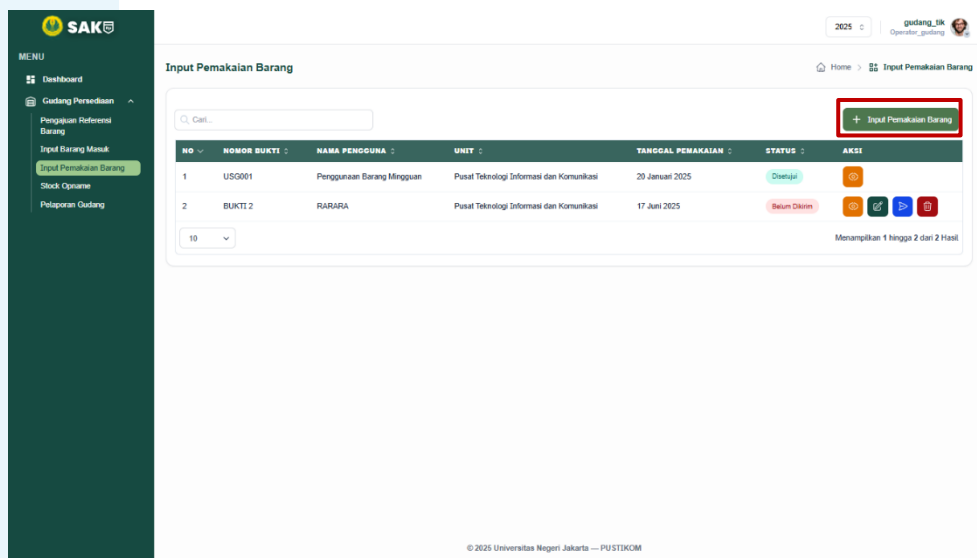 SAK
2025
gudang_tik
Operator_gudang
MENU
Dashboard
Gudang Persediaan
Pengajuan Referensi
Barang
Input Barang Masuk
Input Pemakaian Barang
Stock Opname
Pelaporan Gudang
Input Pemakaian Barang
Home > Input Pemakaian Barang
Cari...
+ Input Pemakaian Barang
NO NOMOR BUKTI NAMA PENGGUNA UNIT TANGGAL PEMAKAIAN STATUS AKSI
1 USG001 Penggunaan Barang Mingguan Pusat Teknologi Informasi dan Komunikasi 20 Januari 2025 Disetujui
2 BUKTI 2 RARARA Pusat Teknologi Informasi dan Komunikasi 17 Juni 2025 Belum Dikirim
10
Menampilkan 1 hingga 2 dari 2 Hasil
© 2025 Universitas Negeri Jakarta — PUSTIKOM